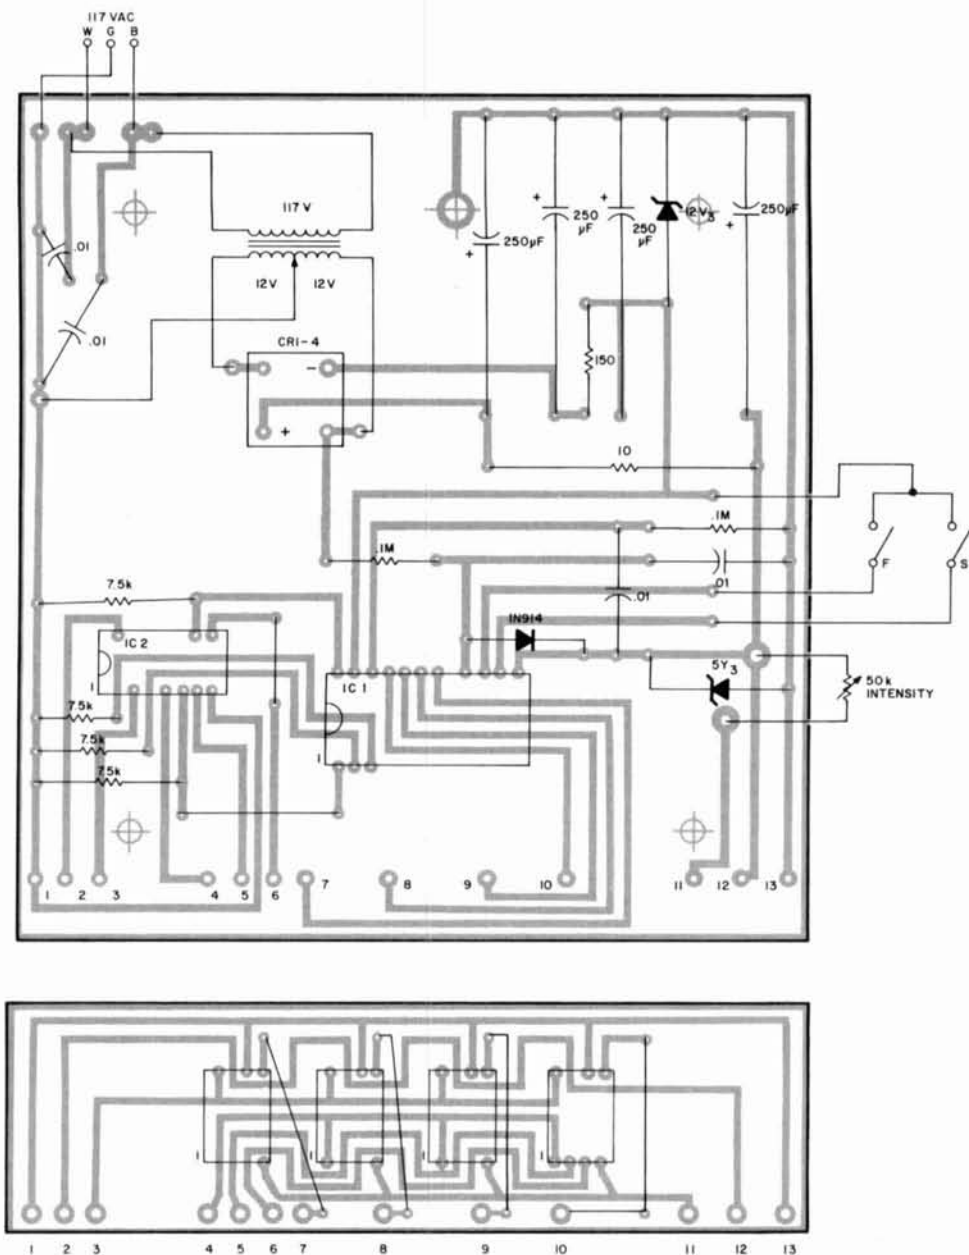 117 VAC
W G B
117 V
12V 12V
.01
.01
CR1-4
-
+
+
250µF
+
250
µF
+
250
µF
12V3
250µF
+
150
10
.1M
.1M
.01
.01
F
S
7.5k
IC 2
1
1N914
IC 1
1
5Y3
50k
INTENSITY
7.5k
7.5k
7.5k
1 2 3 4 5 6 7 8 9 10 11 12 13
1 1 1 1
1 2 3 4 5 6 7 8 9 10 11 12 13